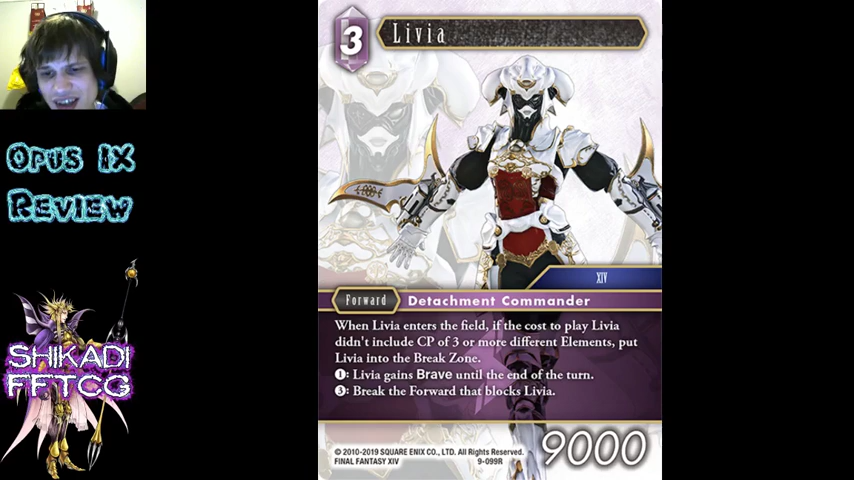 3
Livia
Opus IX
Review
XIV
Forward
Detachment Commander
When Livia enters the field, if the cost to play Livia
didn't include CP of 3 or more different Elements, put
Livia into the Break Zone.
❶: Livia gains Brave until the end of the turn.
❸: Break the Forward that blocks Livia.
SHIKADI
FFTCG
© 2010-2019 SQUARE ENIX CO., LTD. All Rights Reserved.
FINAL FANTASY XIV
9-099R
9000